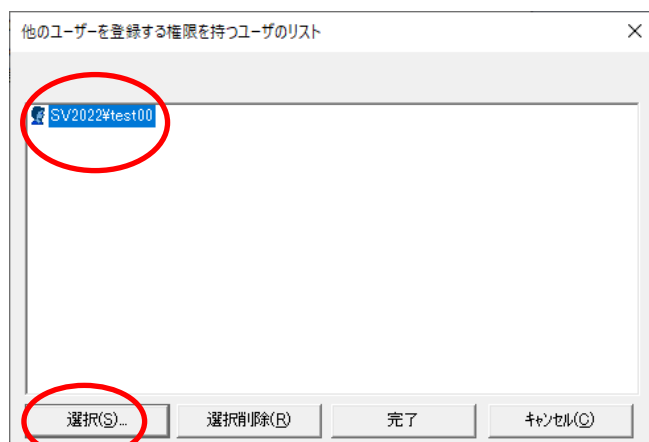 他のユーザーを登録する権限を持つユーザのリスト
SV2022¥test00
選択(S)...
選択削除(R)
完了
キャンセル(C)